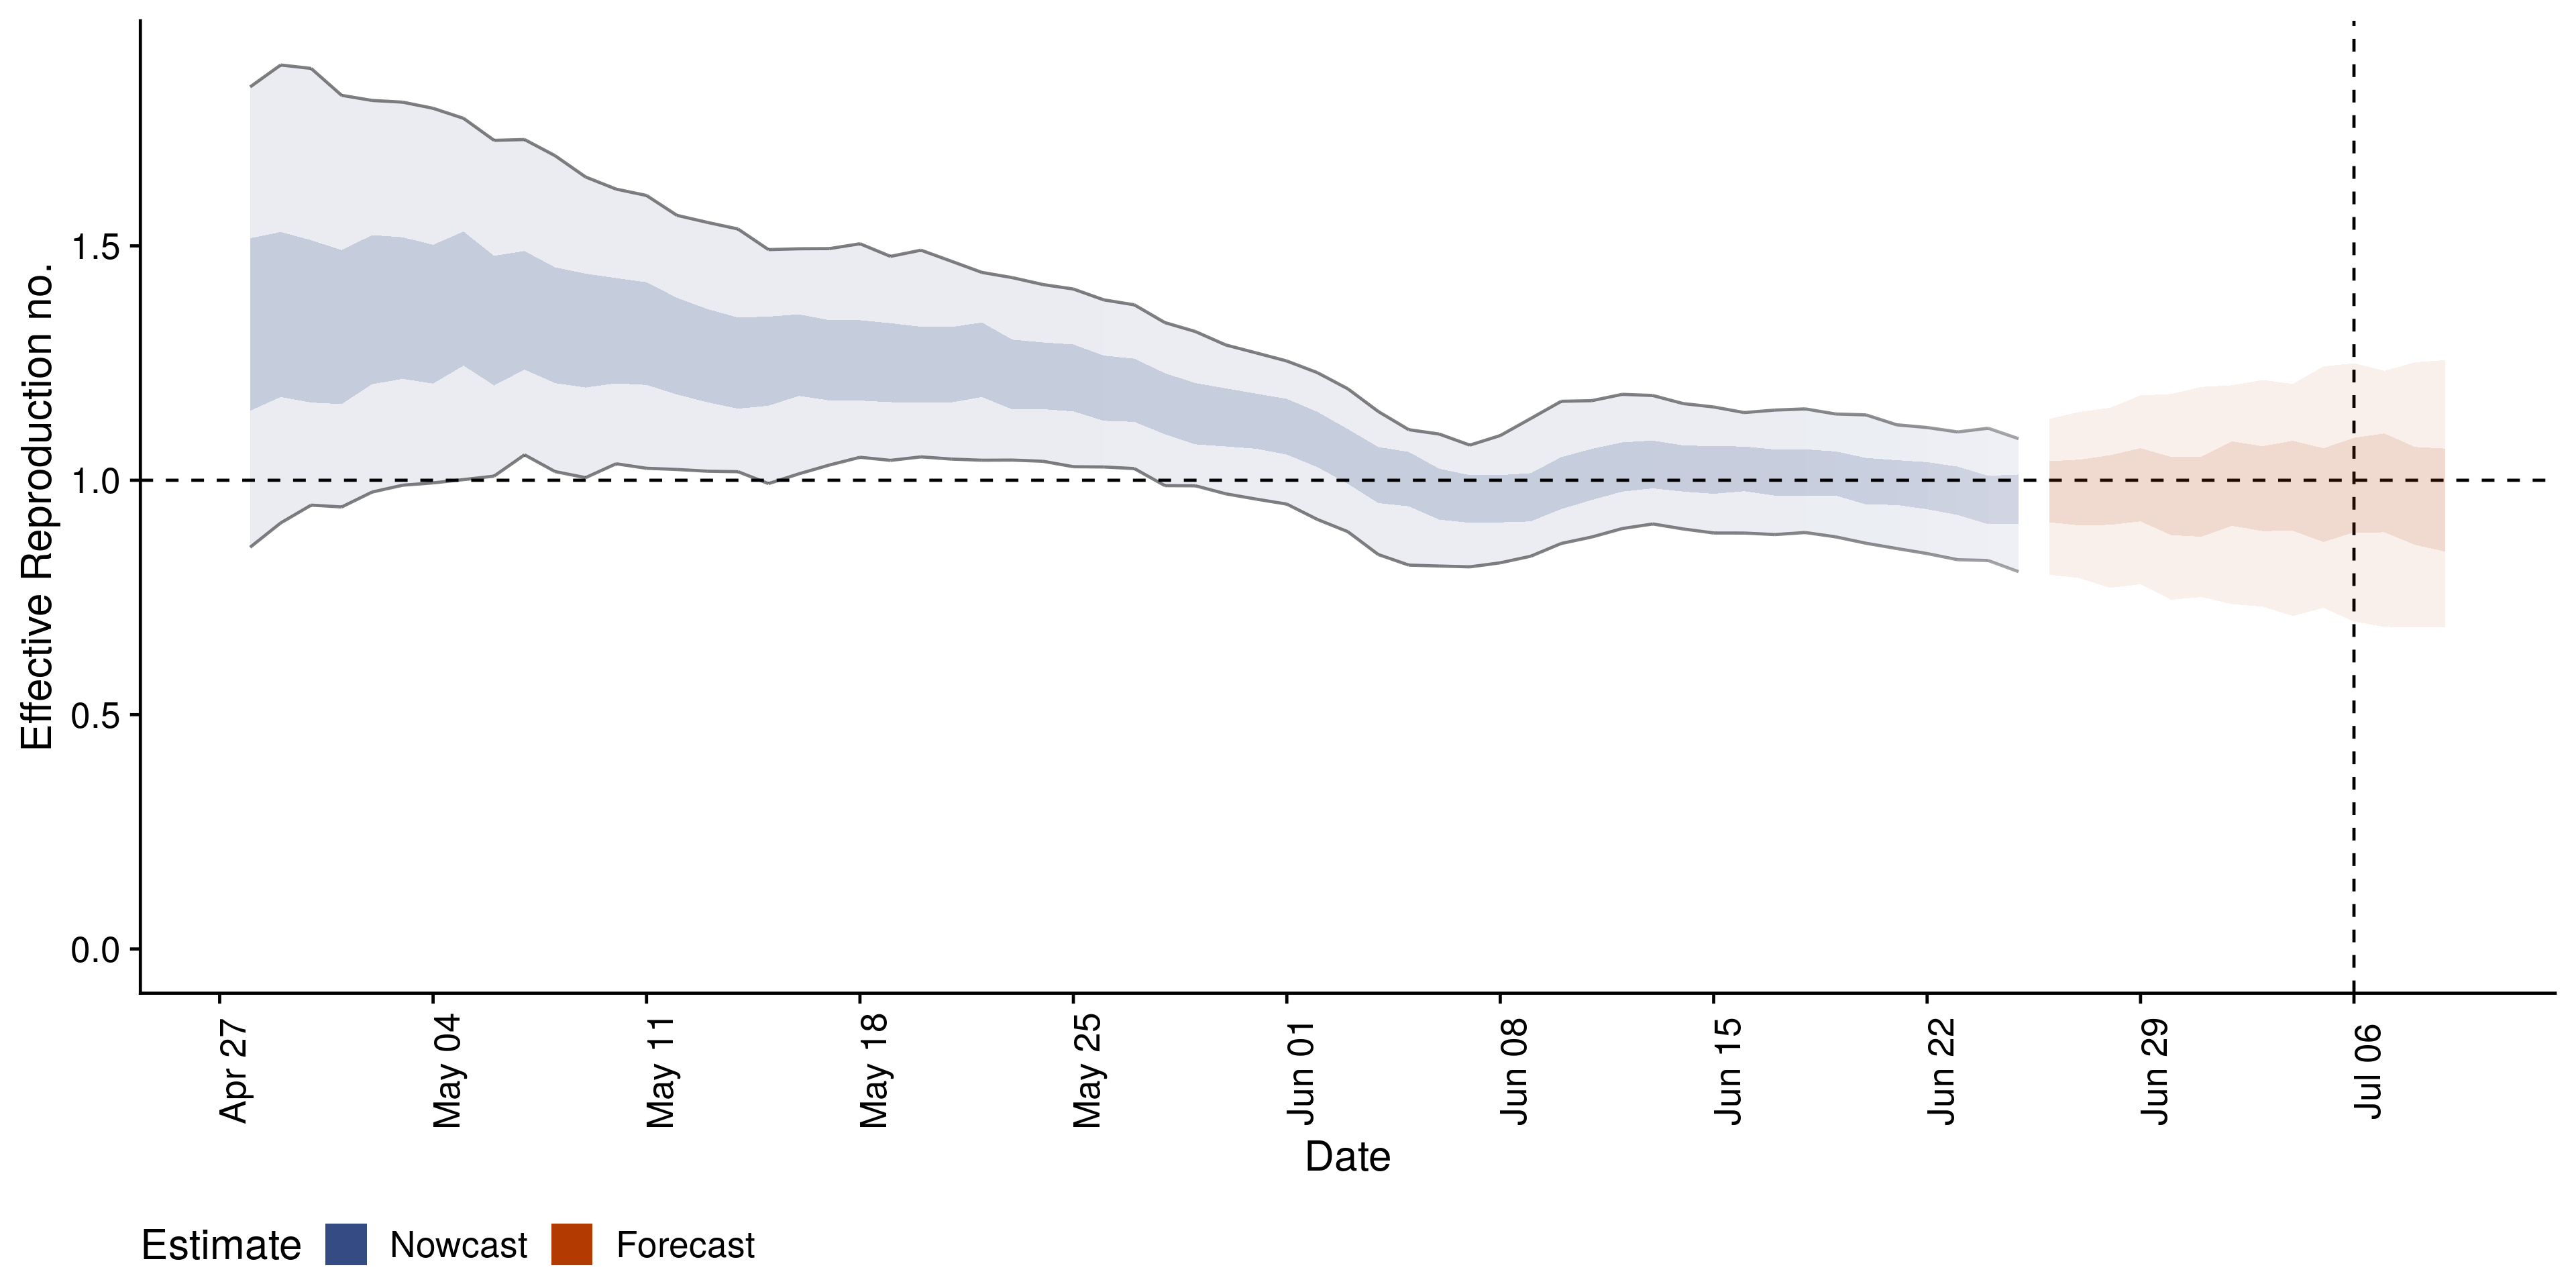 Effective Reproduction no.
1.5
1.0
0.5
0.0
Apr 27
May 04
May 11
May 18
May 25
Jun 01
Jun 08
Jun 15
Jun 22
Jun 29
Jul 06
Date
Estimate Nowcast Forecast